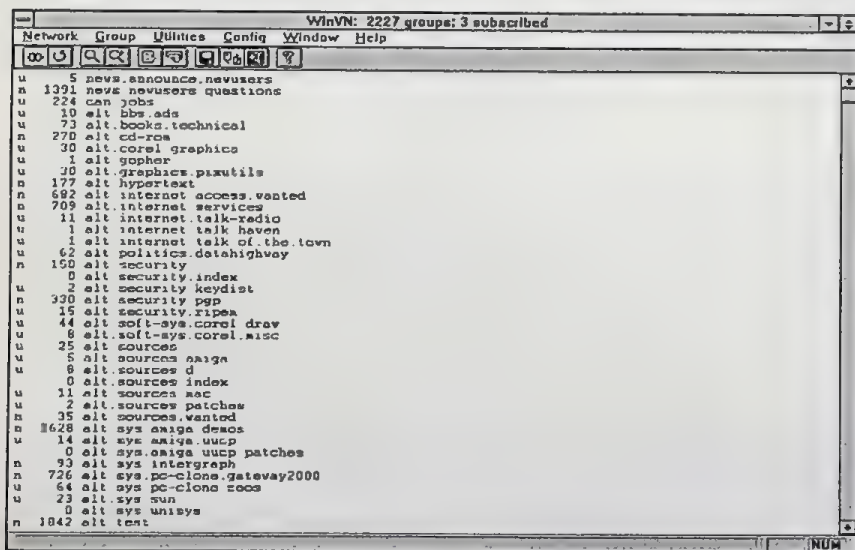 WinVN: 2227 groups; 3 subscribed
Network Group Utilities Config Window Help
u 5 news.announce.newusers
n 1391 news newusers questions
u 224 can jobs
u 10 alt bbs.ads
u 73 alt.books.technical
n 270 alt cd-rom
u 30 alt.corel graphics
u 1 alt gopher
u 30 alt.graphics.pixutils
n 177 alt hypertext
n 682 alt internet access.wanted
n 709 alt.internet services
u 11 alt internet.talk-radio
u 1 alt internet talk haven
u 1 alt internet talk of.the.town
u 62 alt politics.datahighway
n 150 alt security
0 alt security.index
u 2 alt security keydist
n 330 alt security pgp
u 15 alt security.ripem
u 44 alt soft-sys.corel draw
u 8 alt.soft-sys.corel.misc
u 25 alt sources
u 5 alt sources amiga
u 8 alt sources d
0 alt.sources index
u 11 alt sources mac
u 2 alt.sources patches
n 35 alt sources.wanted
n 1628 alt sys amiga demos
u 14 alt sys amiga.uucp
0 alt sys.amiga uucp patches
n 93 alt sys intergraph
n 726 alt sys.pc-clone.gateway2000
u 64 alt sys pc-clone zeos
u 23 alt.sys sun
0 alt sys unisys
n 1842 alt test
NUM